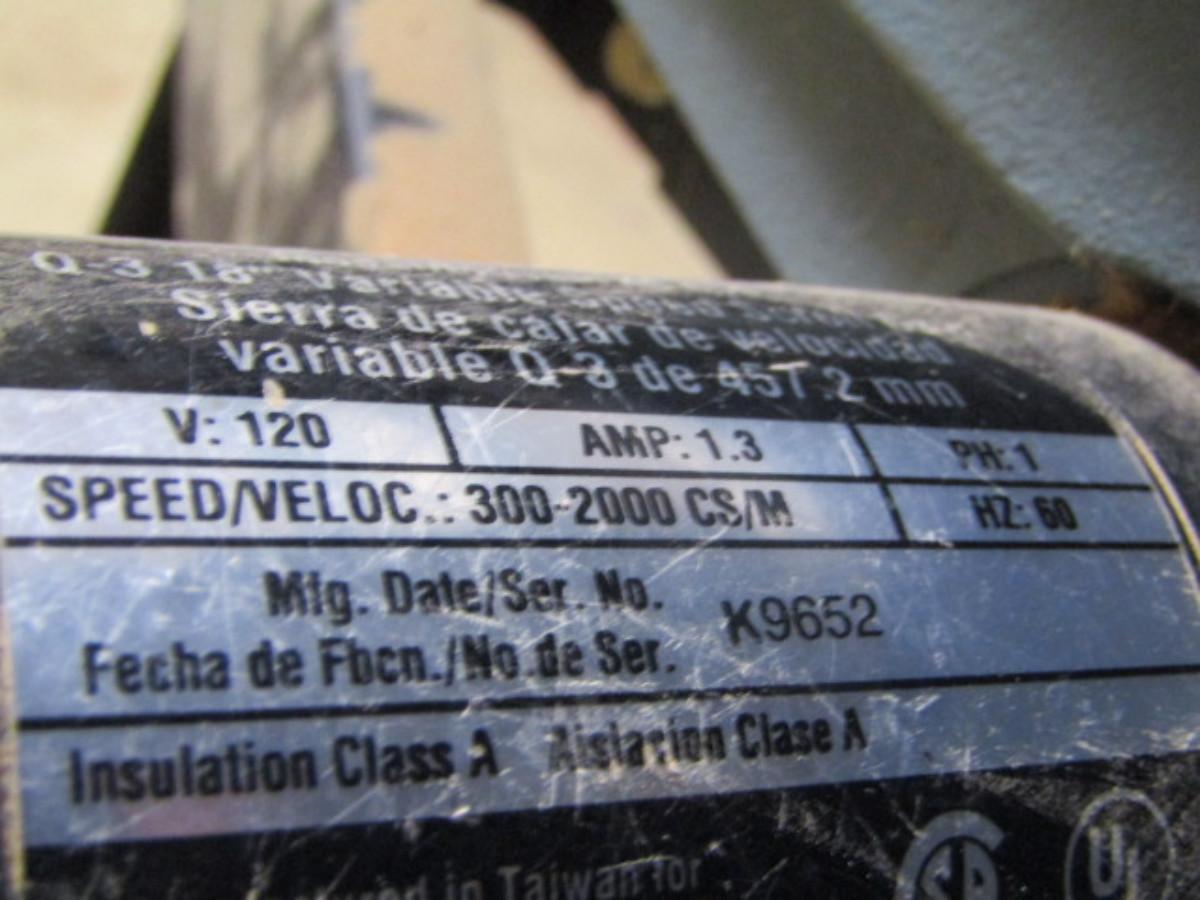 Q-3 18" Variable Speed Scroll
Sierra de calar de velocidad
variable Q-3 de 457.2 mm
V: 120 AMP: 1.3 PH: 1
SPEED/VELOC.: 300-2000 CS/M HZ: 60
Mfg. Date/Ser. No. K9652
Fecha de Fbcn./No.de Ser.
Insulation Class A Aislacion Clase A
in Taiwan for
UL